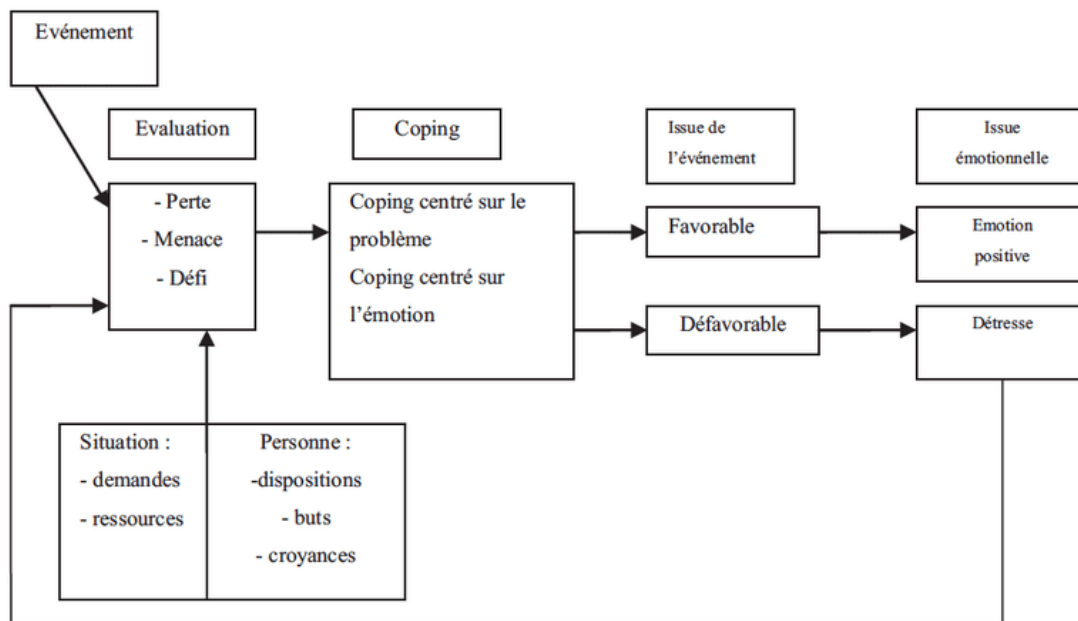 Evénement
Evaluation
Coping
Issue de
l'événement
Issue
émotionnelle
- Perte
- Menace
- Défi
Coping centré sur le
problème
Coping centré sur
l'émotion
Favorable
Emotion
positive
Défavorable
Détresse
Situation :
- demandes
- ressources
Personne :
-dispositions
- buts
- croyances